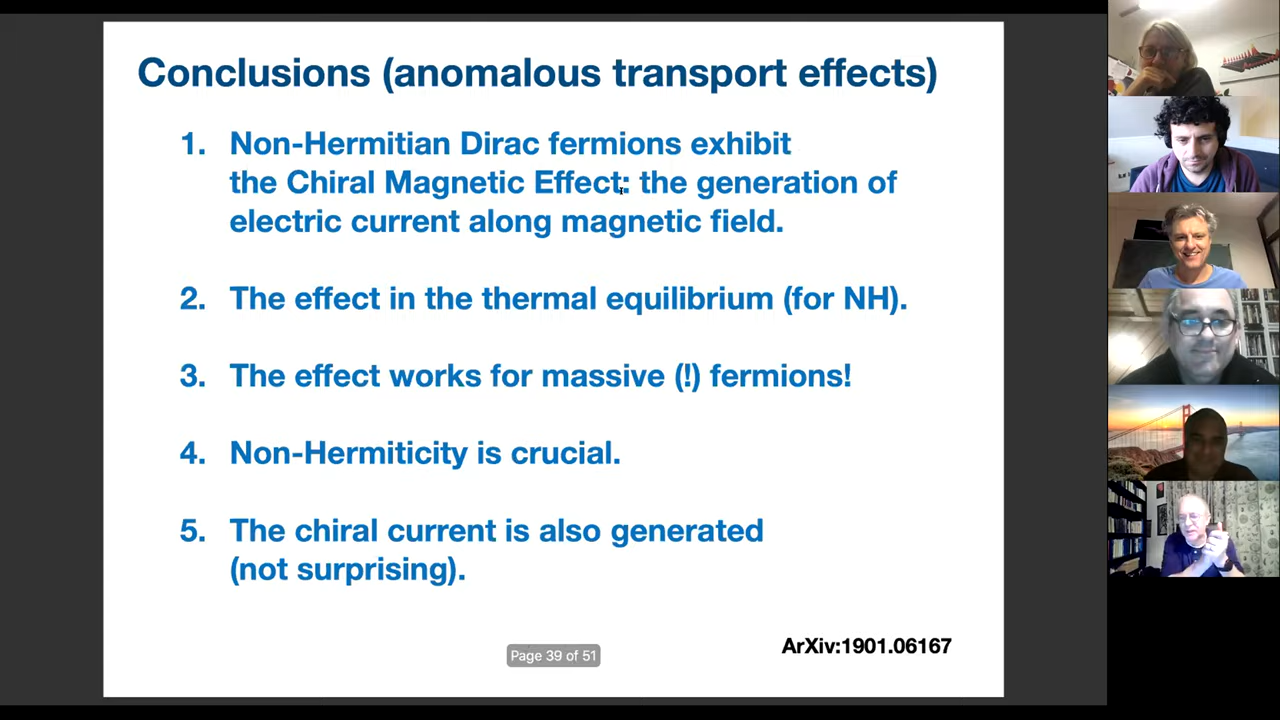 Conclusions (anomalous transport effects)
1. Non-Hermitian Dirac fermions exhibit
the Chiral Magnetic Effect: the generation of
electric current along magnetic field.
2. The effect in the thermal equilibrium (for NH).
3. The effect works for massive (!) fermions!
4. Non-Hermiticity is crucial.
5. The chiral current is also generated
(not surprising).
Page 39 of 51
ArXiv:1901.06167